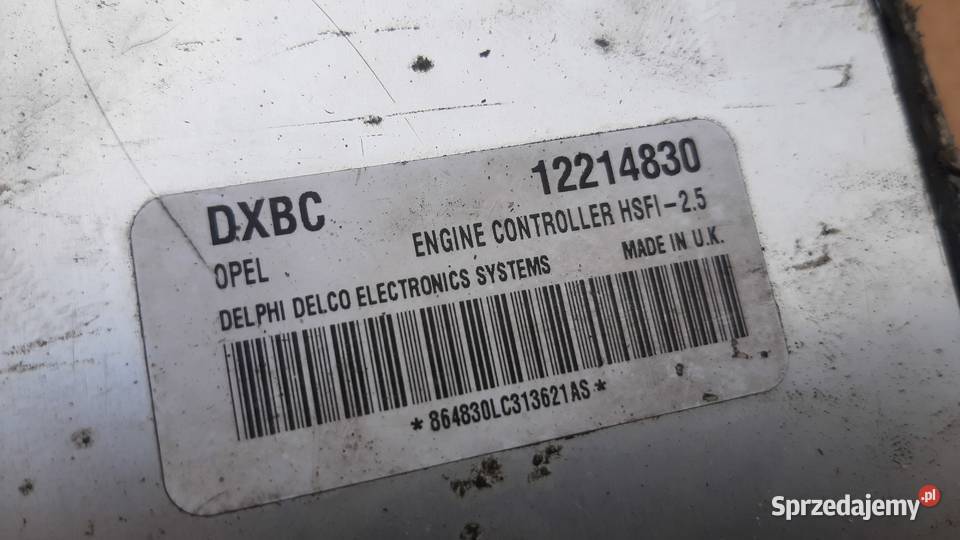 DXBC 12214830
OPEL ENGINE CONTROLLER HSFI-2.5
DELPHI DELCO ELECTRONICS SYSTEMS MADE IN U.K.
*864830LC313621AS*
Sprzedajemy.pl